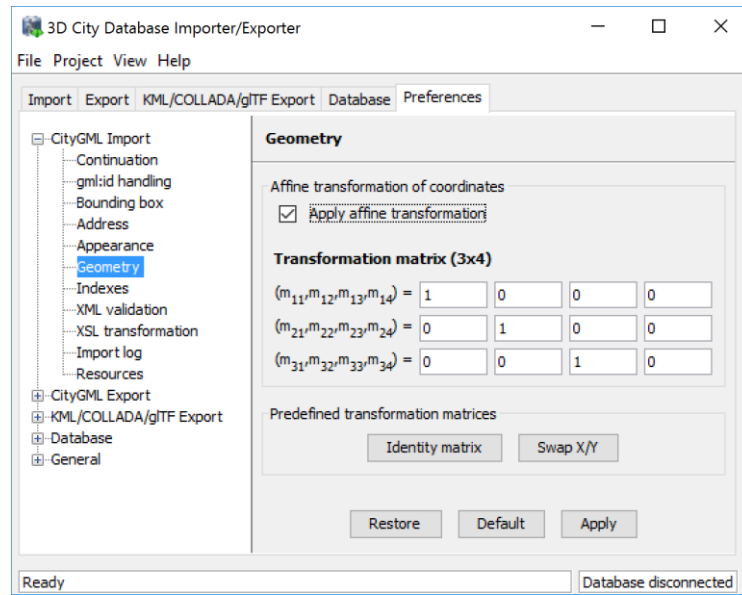 3D City Database Importer/Exporter
File Project View Help
Import Export KML/COLLADA/glTF Export Database Preferences
CityGML Import
Continuation
gml:id handling
Bounding box
Address
Appearance
Geometry
Indexes
XML validation
XSL transformation
Import log
Resources
CityGML Export
KML/COLLADA/glTF Export
Database
General
Geometry
Affine transformation of coordinates
Apply affine transformation
Transformation matrix (3x4)
(m11,m12,m13,m14) = 1 0 0 0
(m21,m22,m23,m24) = 0 1 0 0
(m31,m32,m33,m34) = 0 0 1 0
Predefined transformation matrices
Identity matrix Swap X/Y
Restore Default Apply
Ready Database disconnected